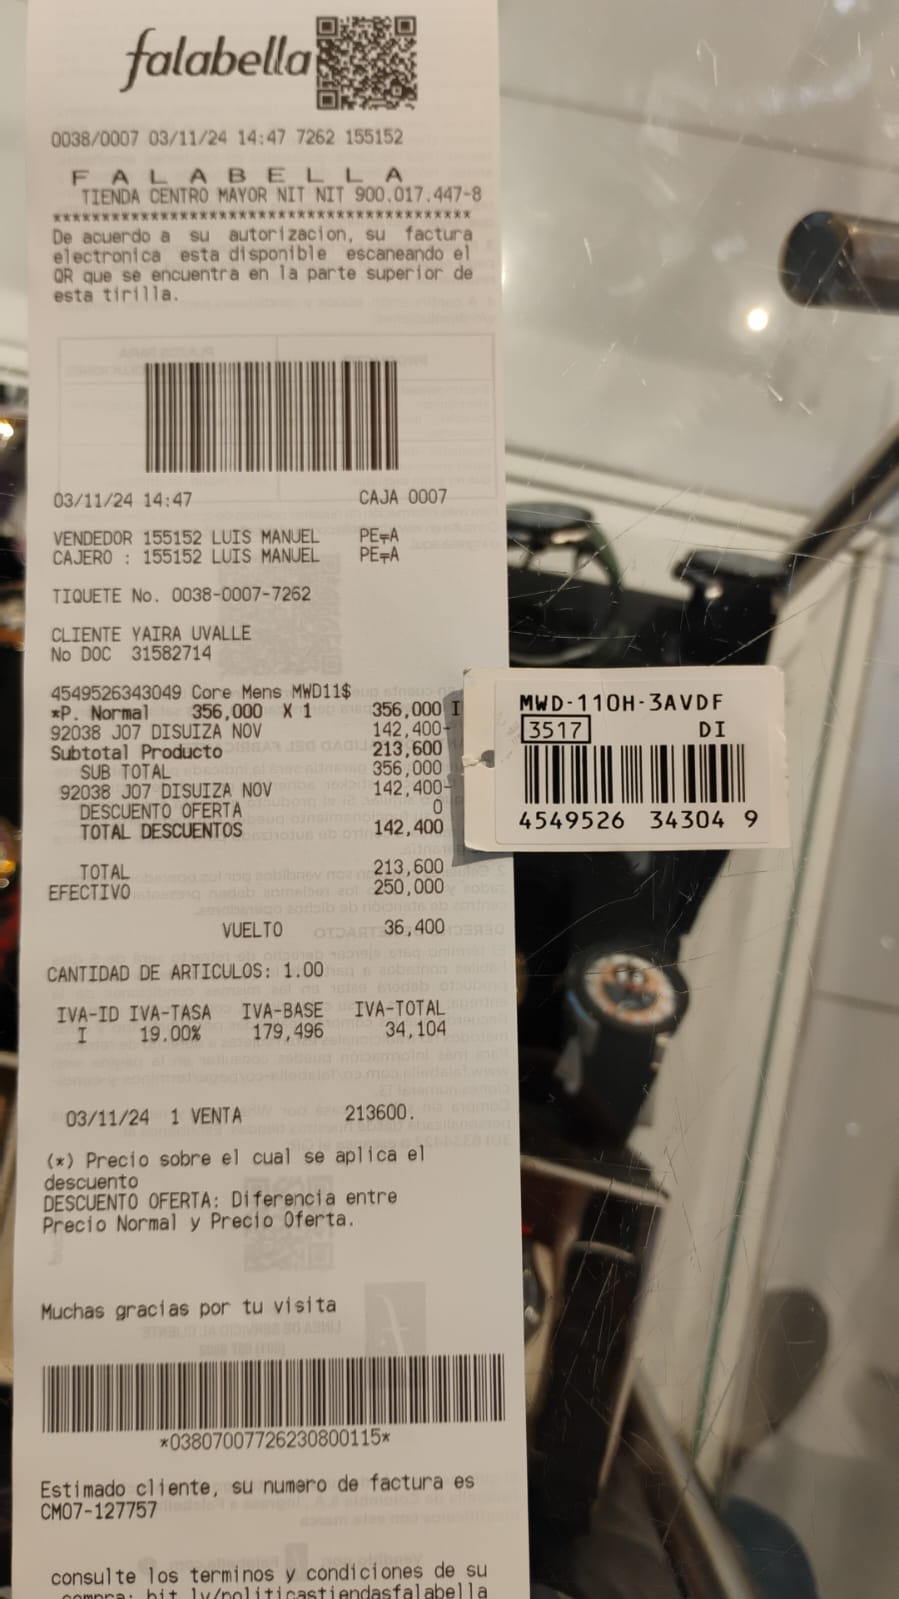 falabella
0038/0007 03/11/24 14:47 7262 155152
F A L A B E L L A
TIENDA CENTRO MAYOR NIT NIT 900.017.447-8
******************************************
De acuerdo a su autorizacion, su factura
electronica esta disponible escaneando el
QR que se encuentra en la parte superior de
esta tirilla.
03/11/24 14:47 CAJA 0007
VENDEDOR 155152 LUIS MANUEL PE╤A
CAJERO : 155152 LUIS MANUEL PE╤A
TIQUETE No. 0038-0007-7262
CLIENTE YAIRA UVALLE
No DOC 31582714
4549526343049 Core Mens MWD11$
*P. Normal 356,000 X 1 356,000 I
92038 J07 DISUIZA NOV 142,400-
Subtotal Producto 213,600
SUB TOTAL 356,000
92038 J07 DISUIZA NOV 142,400-
DESCUENTO OFERTA 0
TOTAL DESCUENTOS 142,400
TOTAL 213,600
EFECTIVO 250,000
VUELTO 36,400
CANTIDAD DE ARTICULOS: 1.00
IVA-ID IVA-TASA IVA-BASE IVA-TOTAL
I 19.00% 179,496 34,104
03/11/24 1 VENTA 213600.
(*) Precio sobre el cual se aplica el
descuento
DESCUENTO OFERTA: Diferencia entre
Precio Normal y Precio Oferta.
Muchas gracias por tu visita
*03807007726230800115*
Estimado cliente, su numero de factura es
CM07-127757
consulte los terminos y condiciones de su
compra: bit.ly/politicastiendasfalabella
MWD-110H-3AVDF
3517 DI
4549526 34304 9